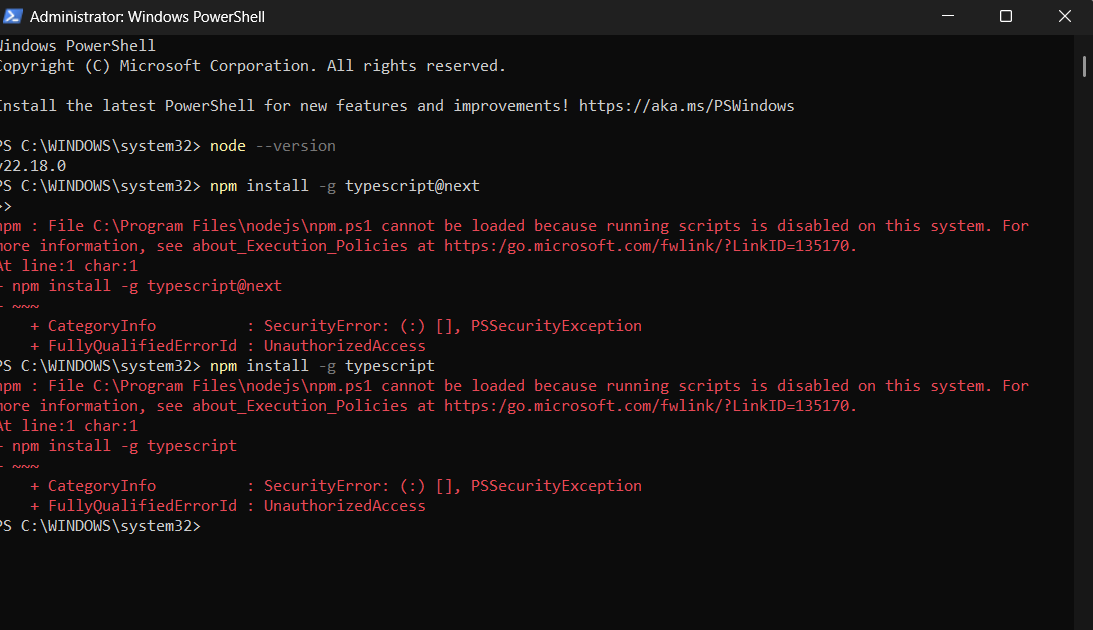 Administrator: Windows PowerShell
Windows PowerShell
Copyright (C) Microsoft Corporation. All rights reserved.
Install the latest PowerShell for new features and improvements! https://aka.ms/PSWindows
PS C:\WINDOWS\system32> node --version
v22.18.0
PS C:\WINDOWS\system32> npm install -g typescript@next
>>
npm : File C:\Program Files\nodejs\npm.ps1 cannot be loaded because running scripts is disabled on this system. For
more information, see about_Execution_Policies at https:/go.microsoft.com/fwlink/?LinkID=135170.
At line:1 char:1
+ npm install -g typescript@next
+ ~~~
    + CategoryInfo          : SecurityError: (:) [], PSSecurityException
    + FullyQualifiedErrorId : UnauthorizedAccess
PS C:\WINDOWS\system32> npm install -g typescript
npm : File C:\Program Files\nodejs\npm.ps1 cannot be loaded because running scripts is disabled on this system. For
more information, see about_Execution_Policies at https:/go.microsoft.com/fwlink/?LinkID=135170.
At line:1 char:1
+ npm install -g typescript
+ ~~~
    + CategoryInfo          : SecurityError: (:) [], PSSecurityException
    + FullyQualifiedErrorId : UnauthorizedAccess
PS C:\WINDOWS\system32>